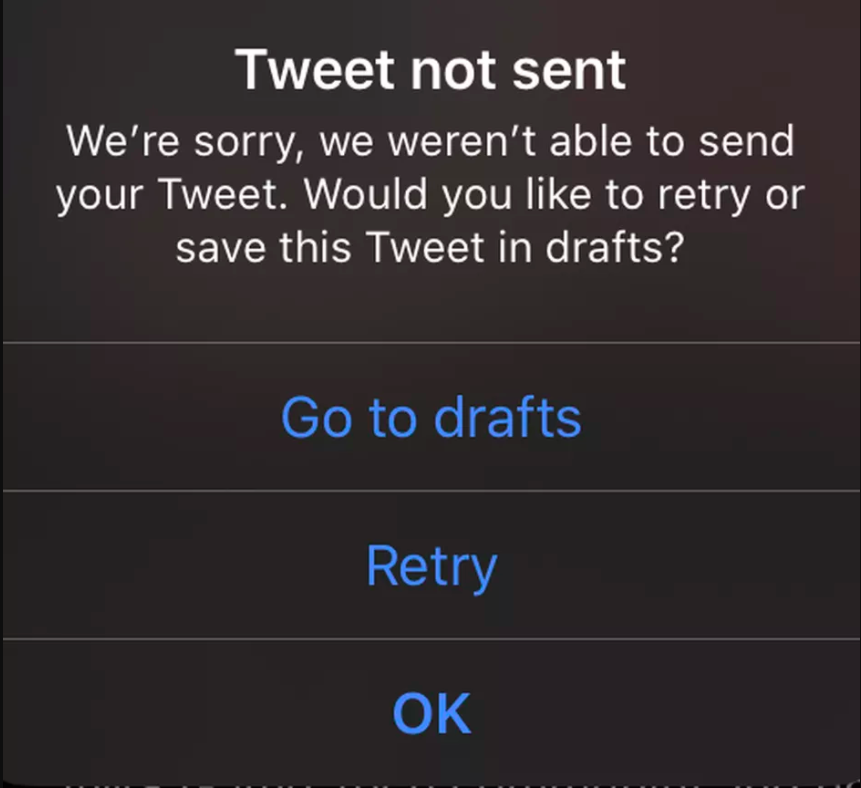 Tweet not sent
We’re sorry, we weren’t able to send
your Tweet. Would you like to retry or
save this Tweet in drafts?
Go to drafts
Retry
OK